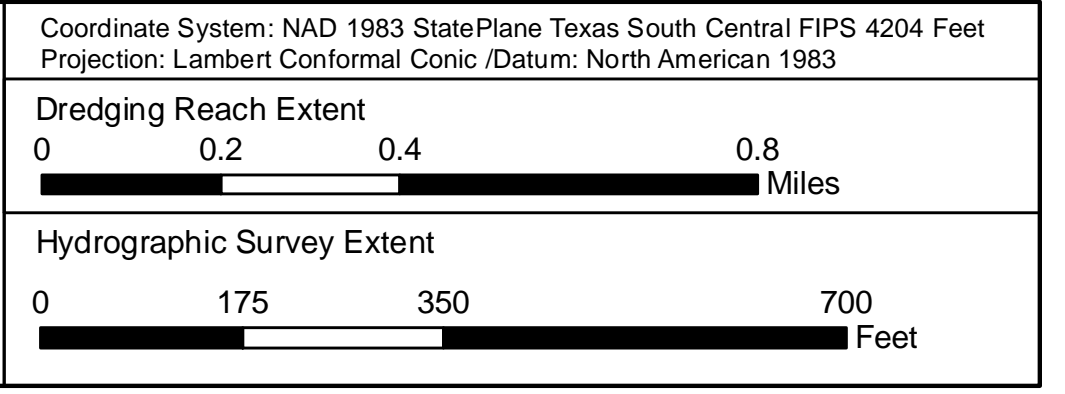 Coordinate System: NAD 1983 StatePlane Texas South Central FIPS 4204 Feet
Projection: Lambert Conformal Conic /Datum: North American 1983
Dredging Reach Extent
0 0.2 0.4 0.8
Miles
Hydrographic Survey Extent
0 175 350 700
Feet